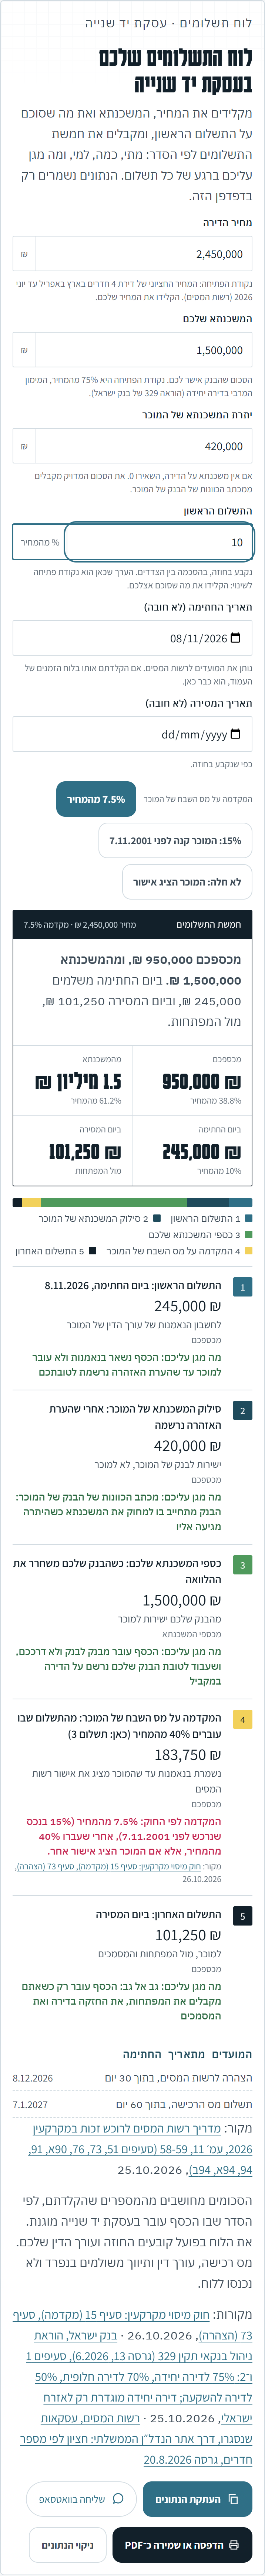 לוח תשלומים · עסקת יד שנייה
לוח התשלומים שלכם
בעסקת יד שנייה
מקלידים את המחיר, המשכנתא ואת מה שסוכם
על התשלום הראשון, ומקבלים את חמשת
התשלומים לפי הסדר: מתי, כמה, למי, ומה מגן
עליכם ברגע של כל תשלום. הנתונים נשמרים רק
בדפדפן הזה.
מחיר הדירה
2,450,000 ₪
נקודת הפתיחה: המחיר החציוני של דירת 4 חדרים בארץ באפריל עד יוני
2026 (רשות המסים). הקלידו את המחיר שלכם.
המשכנתא שלכם
1,500,000 ₪
הסכום שהבנק אישר לכם. נקודת הפתיחה היא 75% מהמחיר, המימון
המרבי בדירה יחידה (הוראה 329 של בנק ישראל).
יתרת המשכנתא של המוכר
420,000 ₪
אם אין משכנתא על הדירה, השאירו 0. את הסכום המדויק מקבלים
ממכתב הכוונות של הבנק של המוכר.
התשלום הראשון
10 % מהמחיר
נקבע בחוזה, בהסכמה בין הצדדים. הערך שכאן הוא נקודת פתיחה
לשינוי: הקלידו את מה שסוכם אצלכם.
תאריך החתימה (לא חובה)
08/11/2026
נותן את המועדים לרשות המסים. אם הקלדתם אותו בלוח הזמנים של
העמוד, הוא כבר כאן.
תאריך המסירה (לא חובה)
dd/mm/yyyy
כפי שנקבע בחוזה.
המקדמה על מס השבח של המוכר
7.5% מהמחיר
15%: המוכר קנה לפני 7.11.2001
לא חלה: המוכר הציג אישור
חמשת התשלומים
מחיר 2,450,000 ₪ · מקדמה 7.5%
מכספכם 950,000 ₪, ומהמשכנתא
1,500,000 ₪. ביום החתימה משלמים
245,000 ₪, וביום המסירה 101,250 ₪,
מול המפתחות.
מכספכם
950,000 ₪
38.8% מהמחיר
מהמשכנתא
1.5 מיליון ₪
61.2% מהמחיר
ביום החתימה
245,000 ₪
10% מהמחיר
ביום המסירה
101,250 ₪
מול המפתחות
1 התשלום הראשון
2 סילוק המשכנתא של המוכר
3 כספי המשכנתא שלכם
4 המקדמה על מס השבח של המוכר
5 התשלום האחרון
1
התשלום הראשון: ביום החתימה, 8.11.2026
245,000 ₪
לחשבון הנאמנות של עורך הדין של המוכר
מכספכם
מה מגן עליכם: הכסף נשאר בנאמנות ולא עובר
למוכר עד שהערת האזהרה נרשמת לטובתכם
2
סילוק המשכנתא של המוכר: אחרי שהערת
האזהרה נרשמה
420,000 ₪
ישירות לבנק של המוכר, לא למוכר
מכספכם
מה מגן עליכם: מכתב הכוונות של הבנק של המוכר:
הבנק מתחייב בו למחוק את המשכנתא כשהיתרה
מגיעה אליו
3
כספי המשכנתא שלכם: כשהבנק שלכם משחרר את
ההלוואה
1,500,000 ₪
מהבנק שלכם ישירות למוכר
מכספי המשכנתא
מה מגן עליכם: הכסף עובר מבנק לבנק ולא דרככם,
ושעבוד לטובת הבנק שלכם נרשם על הדירה
במקביל
4
המקדמה על מס השבח של המוכר: מהתשלום שבו
עוברים 40% מהמחיר (כאן: תשלום 3)
183,750 ₪
נשמרת בנאמנות עד שהמוכר מציג את אישור רשות
המסים
מכספכם
המקדמה לפי החוק: 7.5% מהמחיר (15% בנכס
שנרכש לפני 7.11.2001), אחרי שעברו 40%
מהמחיר, אלא אם המוכר הציג אישור אחר.
מקור: חוק מיסוי מקרקעין: סעיף 15 (מקדמה), סעיף 73 (הצהרה),
26.10.2026
5
התשלום האחרון: ביום המסירה
101,250 ₪
למוכר, מול המפתחות והמסמכים
מכספכם
מה מגן עליכם: גב אל גב: הכסף עובר רק כשאתם
מקבלים את המפתחות, את החזקה בדירה ואת
המסמכים
המועדים מתאריך החתימה
הצהרה לרשות המסים, בתוך 30 יום 8.12.2026
תשלום מס הרכישה, בתוך 60 יום 7.1.2027
מקור: מדריך רשות המסים לרוכש זכות במקרקעין
2026, עמ׳ 11, 58-59 (סעיפים 51, 73, 76, 90א, 91,
94, 94א, 94ב), 25.10.2026
הסכומים מחושבים מהמספרים שהקלדתם, לפי
הסדר שבו הכסף עובר בעסקת יד שנייה מוגנת.
את הלוח בפועל קובעים החוזה ועורך הדין שלכם.
מס רכישה, עורך דין ותיווך משולמים בנפרד ולא
נכנסו ללוח.
מקורות: חוק מיסוי מקרקעין: סעיף 15 (מקדמה), סעיף
73 (הצהרה), 26.10.2026 · בנק ישראל, הוראת
ניהול בנקאי תקין 329 (גרסה 13, 6.2026), סעיפים 1
ו־2: 75% לדירה יחידה, 70% לדירה חלופית, 50%
לדירה להשקעה; דירה יחידה מוגדרת רק לאזרח
ישראלי, 25.10.2026 · רשות המסים, עסקאות
שנסגרו, דרך אתר הנדל״ן הממשלתי: חציון לפי מספר
חדרים, גרסה 20.8.2026
העתקת הנתונים
שליחה בוואטסאפ
הדפסה או שמירה כ־PDF
ניקוי הנתונים